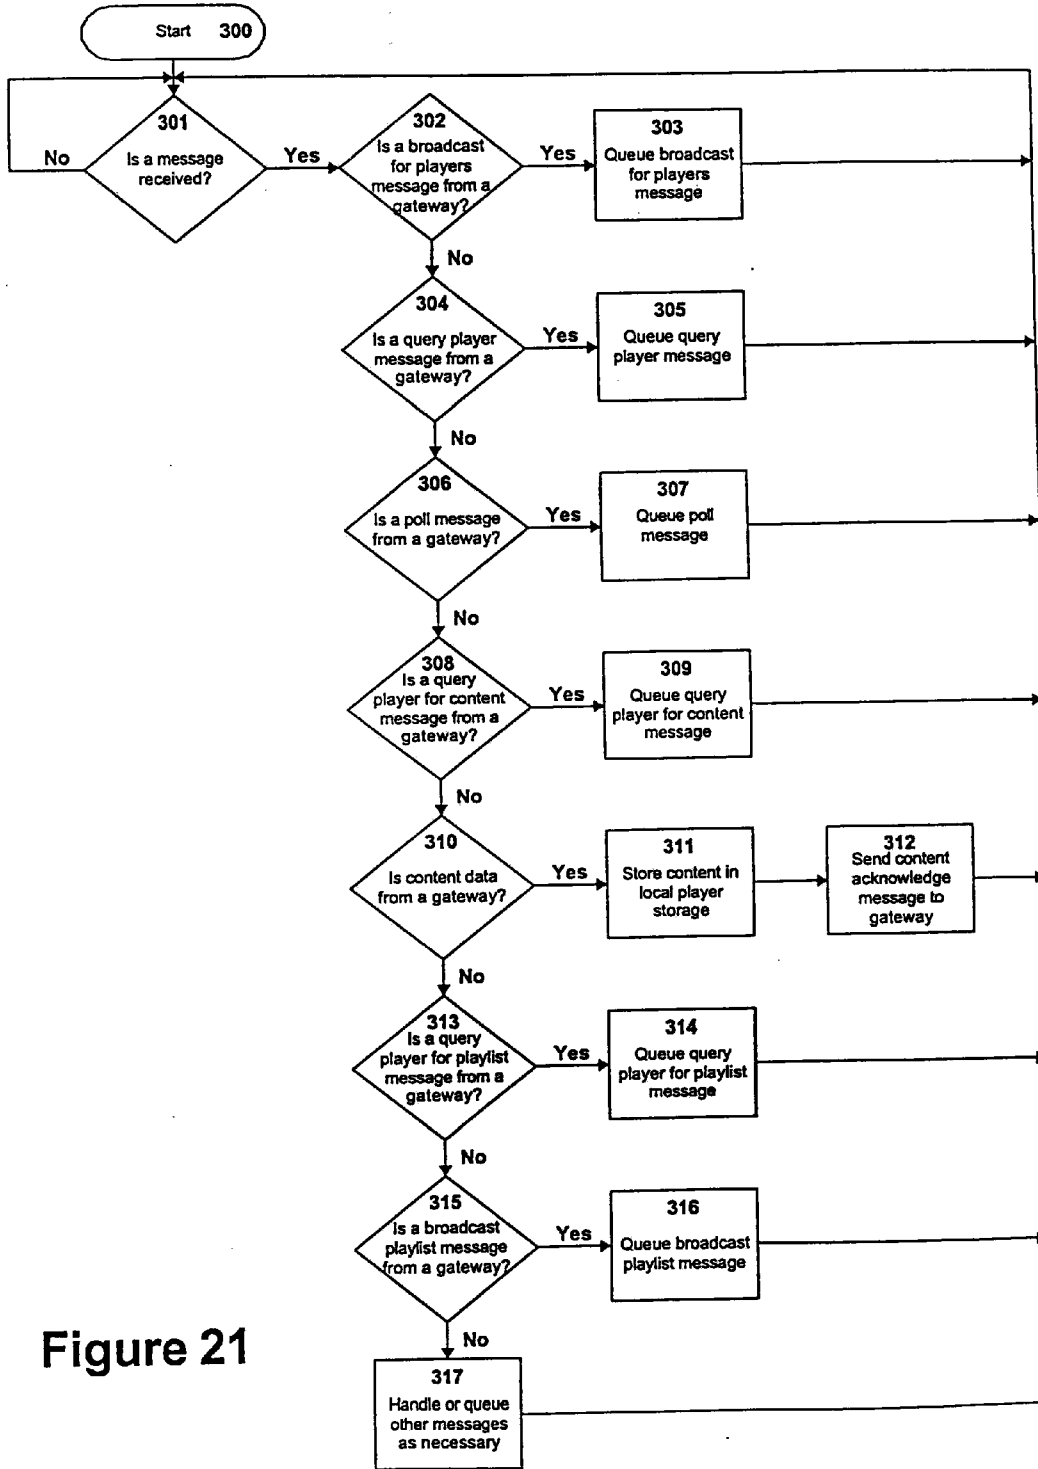 Start 300
301
Is a message
received?
No
Yes
302
Is a broadcast
for players
message from a
gateway?
Yes
303
Queue broadcast
for players
message
No
304
Is a query player
message from a
gateway?
Yes
305
Queue query
player message
No
306
Is a poll message
from a gateway?
Yes
307
Queue poll
message
No
308
Is a query
player for content
message from a
gateway?
Yes
309
Queue query
player for content
message
No
310
Is content data
from a gateway?
Yes
311
Store content in
local player
storage
312
Send content
acknowledge
message to
gateway
No
313
Is a query
player for playlist
message from a
gateway?
Yes
314
Queue query
player for playlist
message
No
315
Is a broadcast
playlist message
from a gateway?
Yes
316
Queue broadcast
playlist message
No
317
Handle or queue
other messages
as necessary
Figure 21